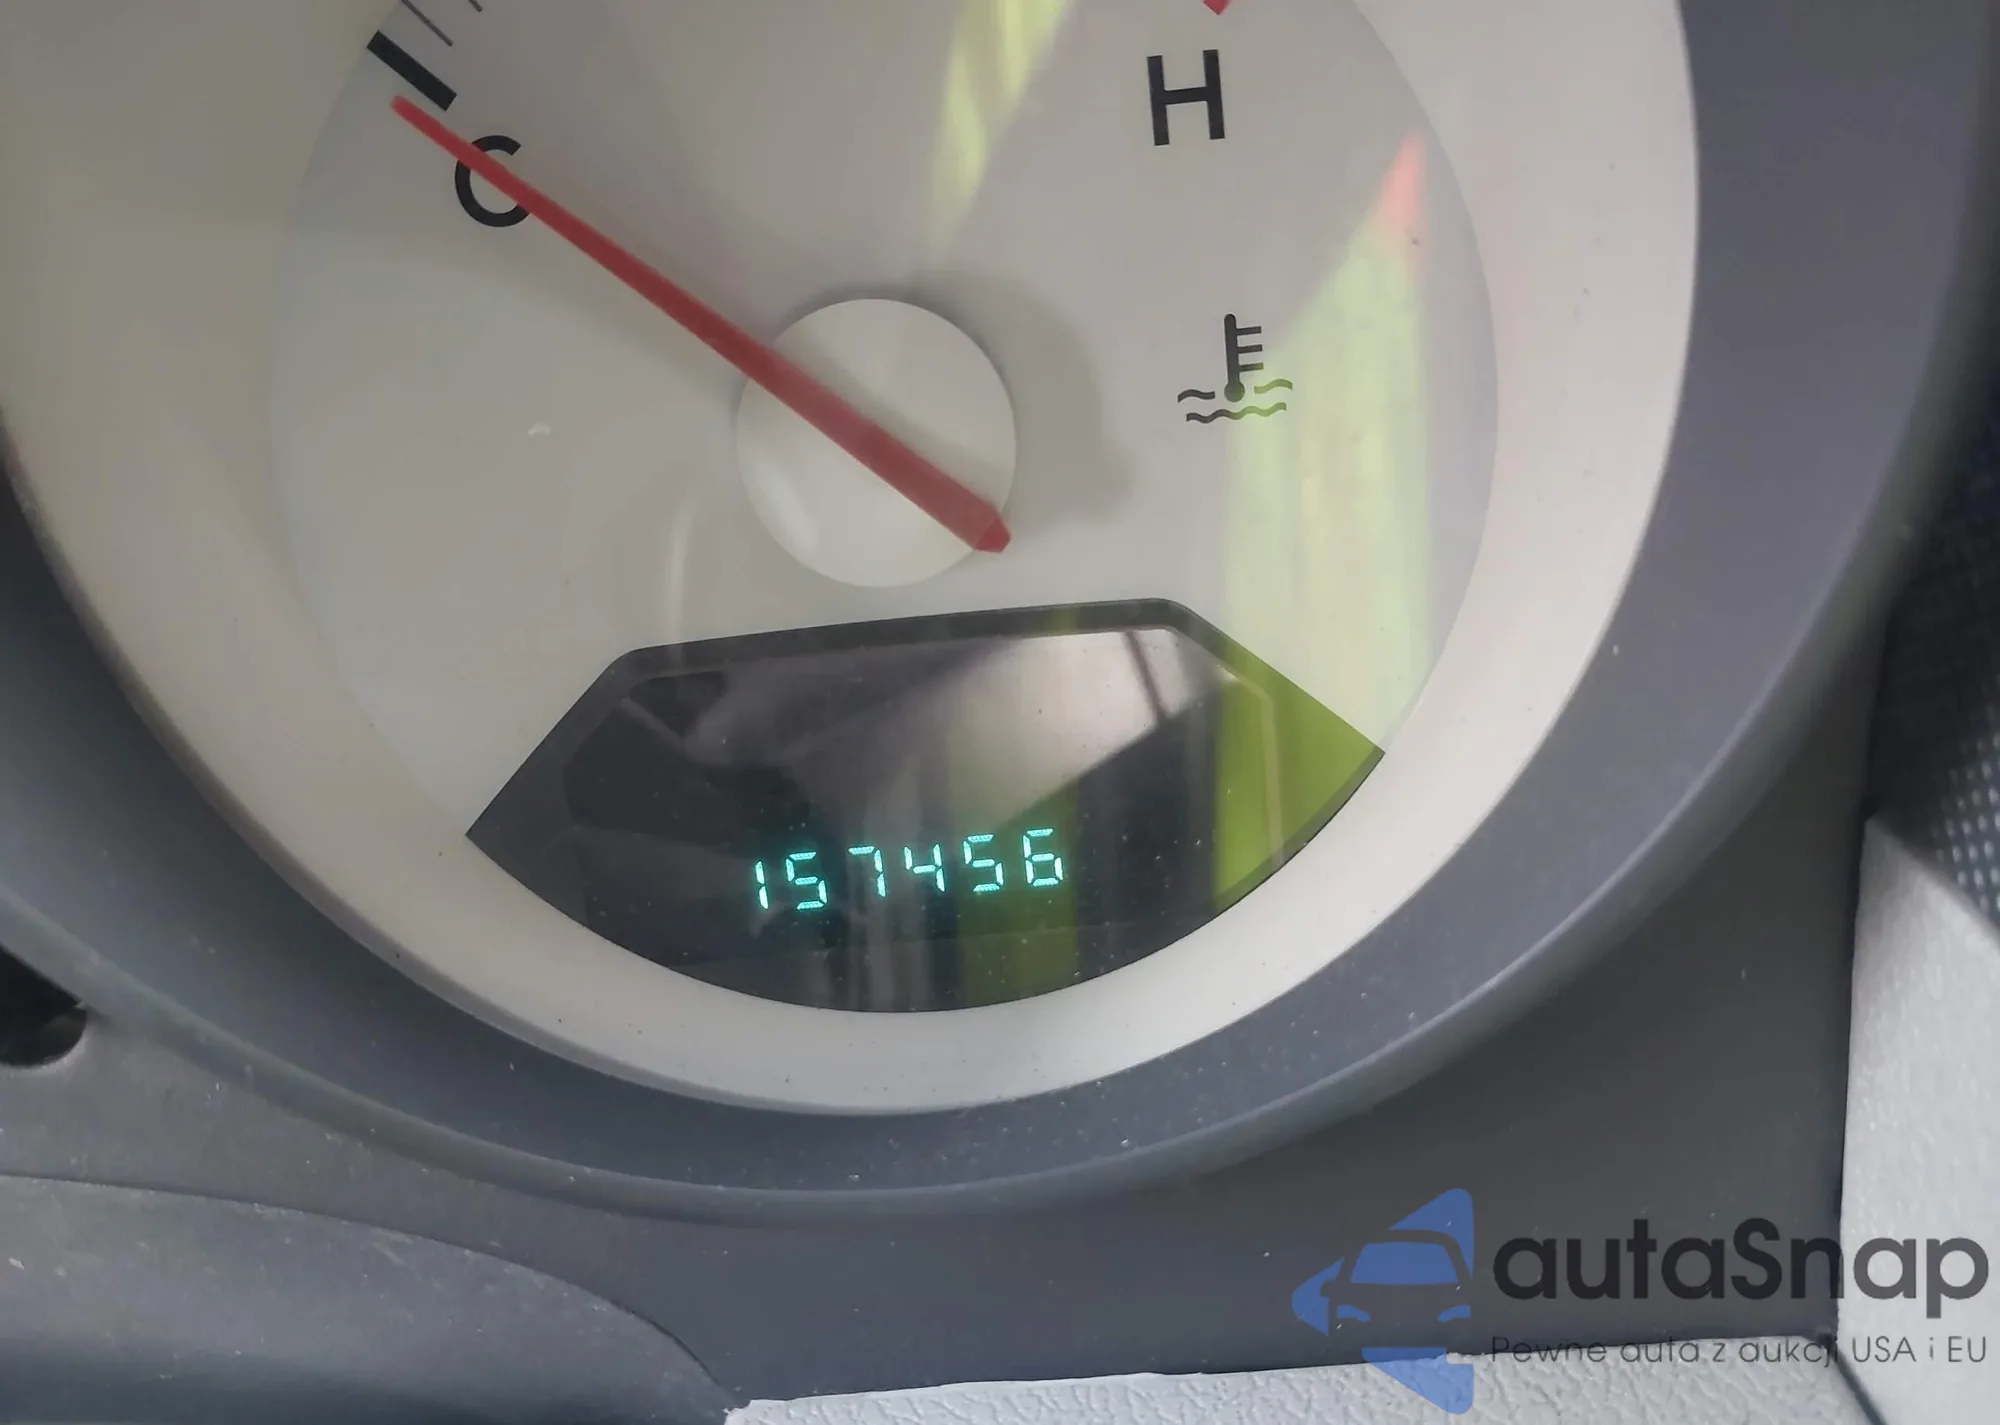 H
C
157456
autaSnap
Pewne auta z aukcji USA i EU